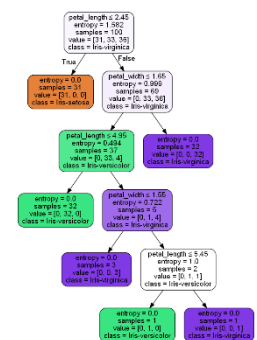 petal_length ≤ 2.45
entropy = 1.582
samples = 100
value = [31, 33, 36]
class = Iris-virginica
True
False
entropy = 0.0
samples = 31
value = [31, 0, 0]
class = Iris-setosa
petal_width ≤ 1.65
entropy = 0.999
samples = 69
value = [0, 33, 36]
class = Iris-virginica
petal_length ≤ 4.95
entropy = 0.494
samples = 37
value = [0, 33, 4]
class = Iris-versicolor
entropy = 0.0
samples = 32
value = [0, 0, 32]
class = Iris-virginica
entropy = 0.0
samples = 32
value = [0, 32, 0]
class = Iris-versicolor
petal_width ≤ 1.55
entropy = 0.722
samples = 5
value = [0, 1, 4]
class = Iris-virginica
entropy = 0.0
samples = 3
value = [0, 0, 3]
class = Iris-virginica
petal_length ≤ 5.45
entropy = 1.0
samples = 2
value = [0, 1, 1]
class = Iris-versicolor
entropy = 0.0
samples = 1
value = [0, 1, 0]
class = Iris-versicolor
entropy = 0.0
samples = 1
value = [0, 0, 1]
class = Iris-virginica